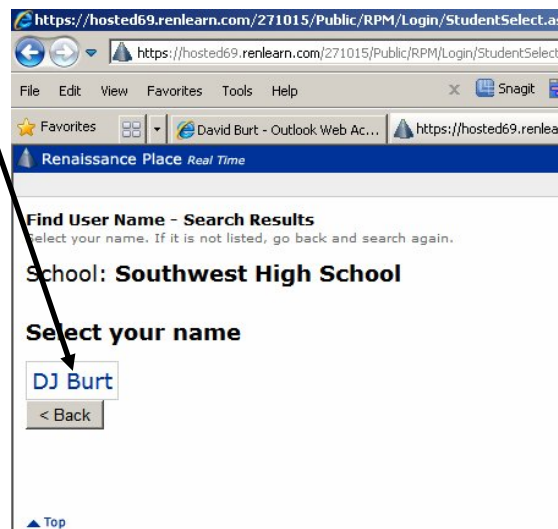 https://hosted69.renlearn.com/271015/Public/RPM/Login/StudentSelect.as
https://hosted69.renlearn.com/271015/Public/RPM/Login/StudentSelect
File Edit View Favorites Tools Help x Snagit
Favorites David Burt - Outlook Web Ac... https://hosted69.renlea
Renaissance Place Real Time
Find User Name - Search Results
Select your name. If it is not listed, go back and search again.
School: Southwest High School
Select your name
DJ Burt
< Back
Top